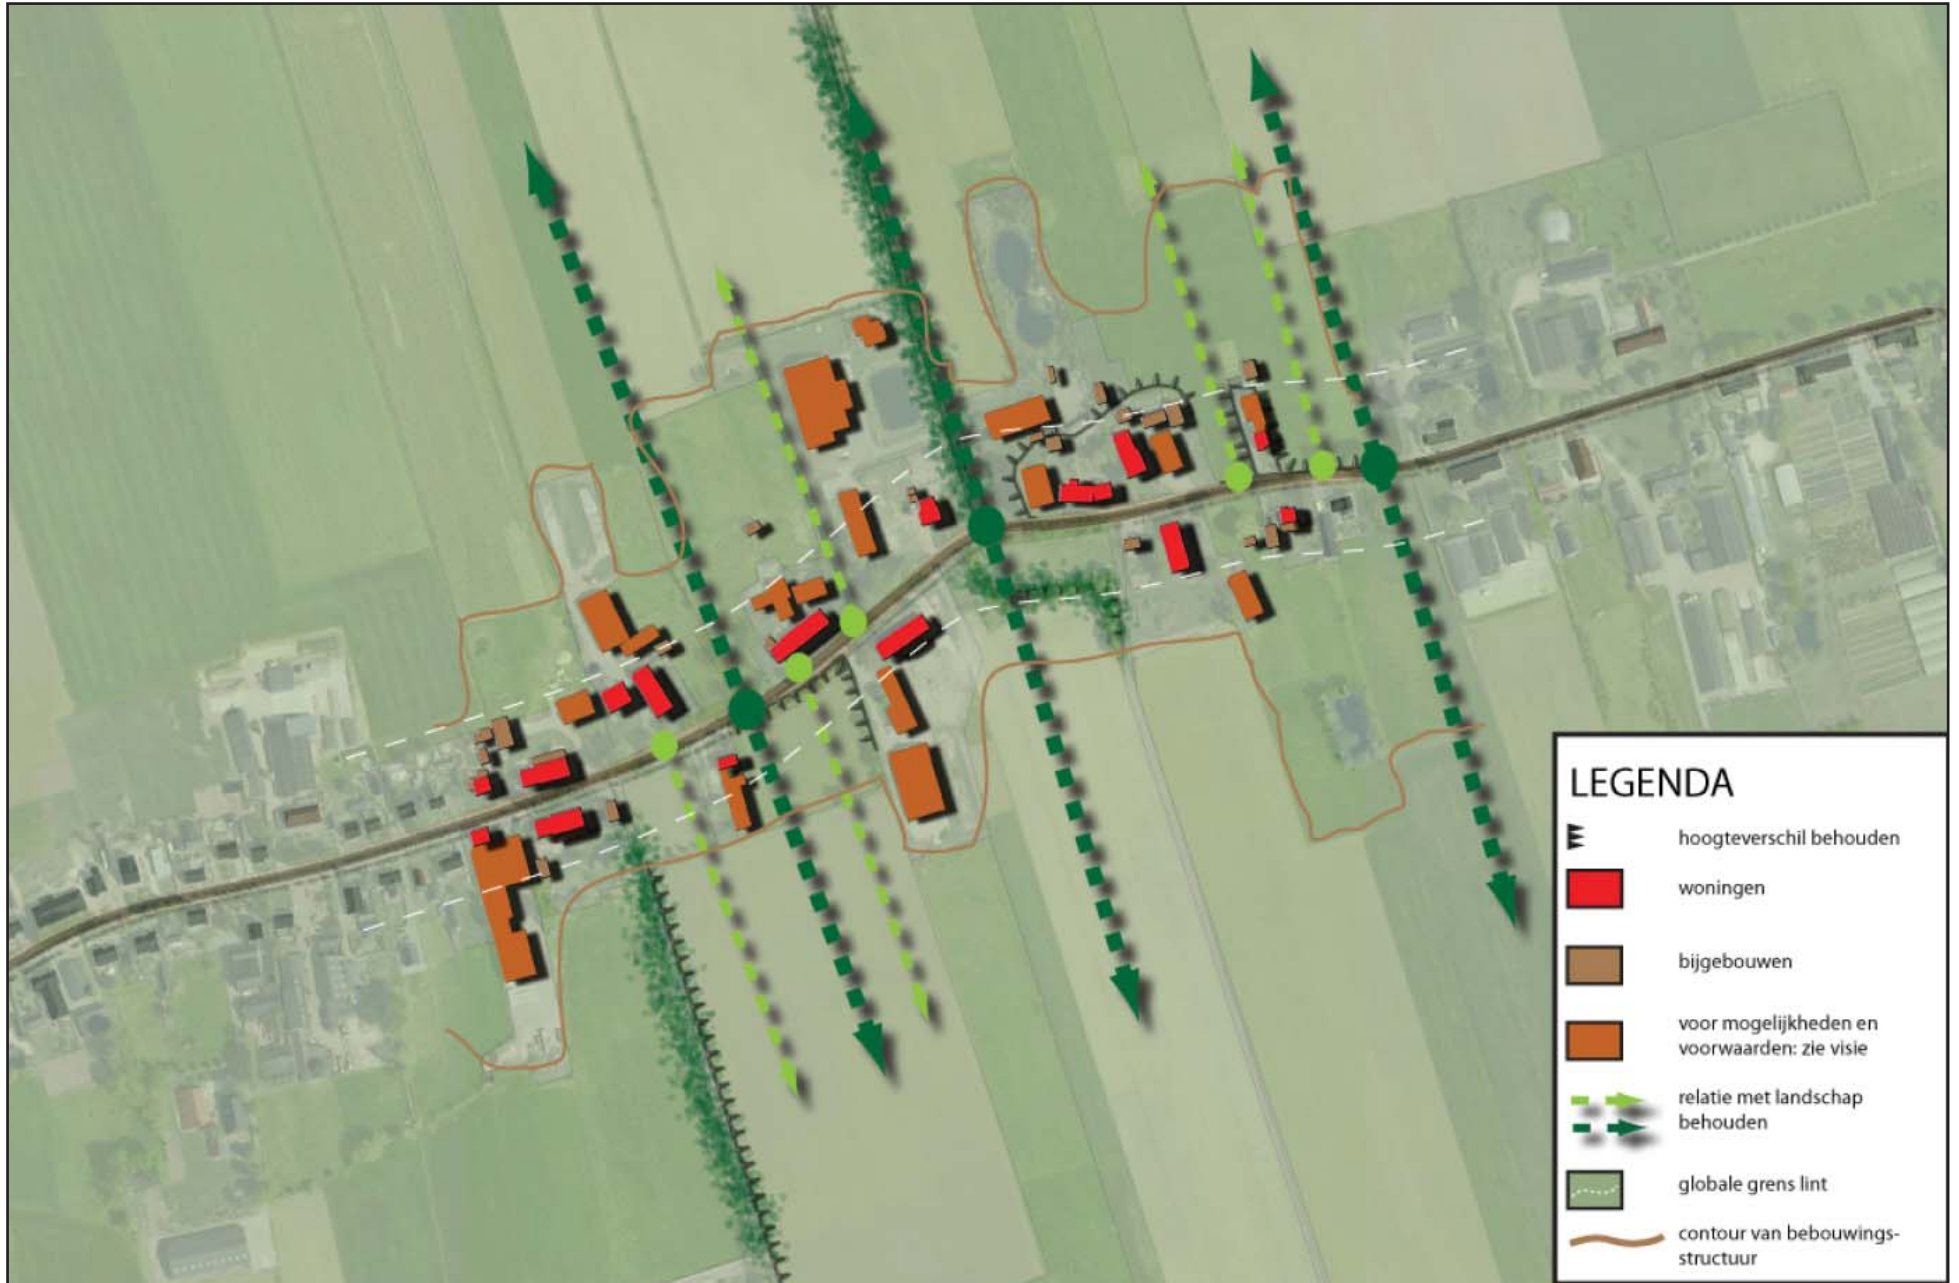 LEGENDA
hoogteverschil behouden
woningen
bijgebouwen
voor mogelijkheden en
voorwaarden: zie visie
relatie met landschap
behouden
globale grens lint
contour van bebouwings-
structuur